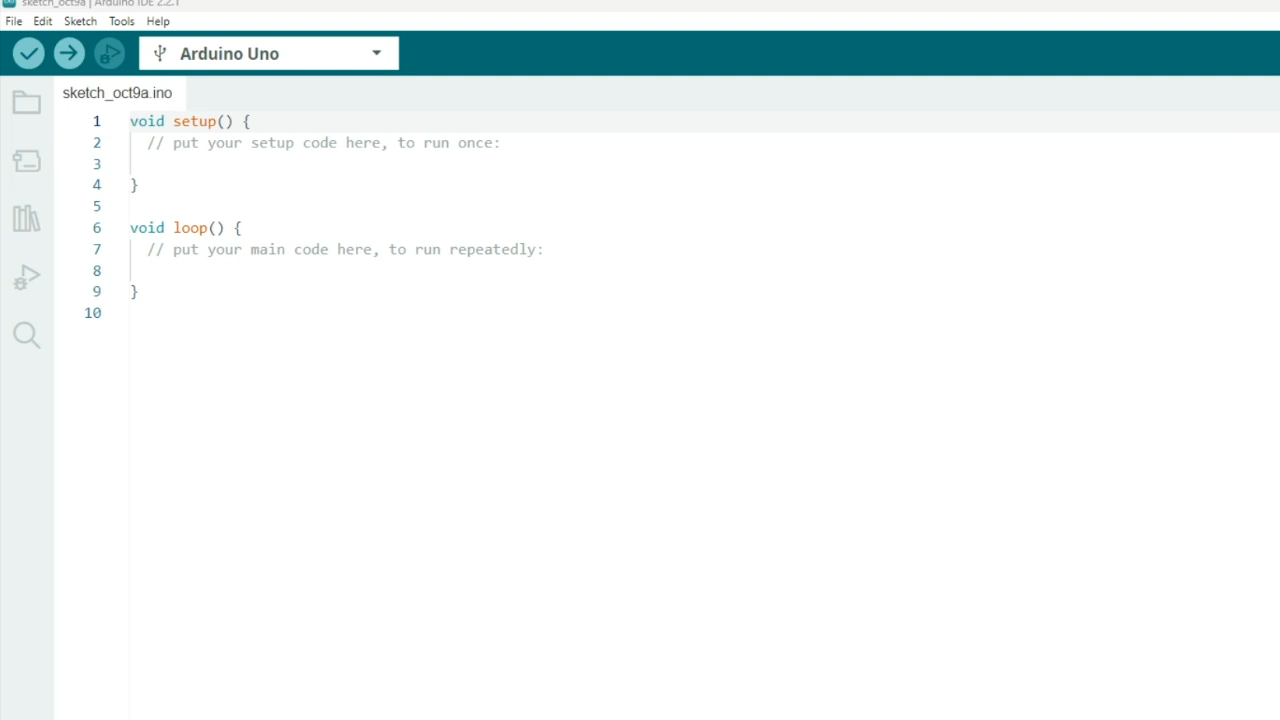 sketch_oct9a | Arduino IDE 2.2.1
File Edit Sketch Tools Help
Arduino Uno
sketch_oct9a.ino
1 void setup() {
2 // put your setup code here, to run once:
3
4 }
5
6 void loop() {
7 // put your main code here, to run repeatedly:
8
9 }
10